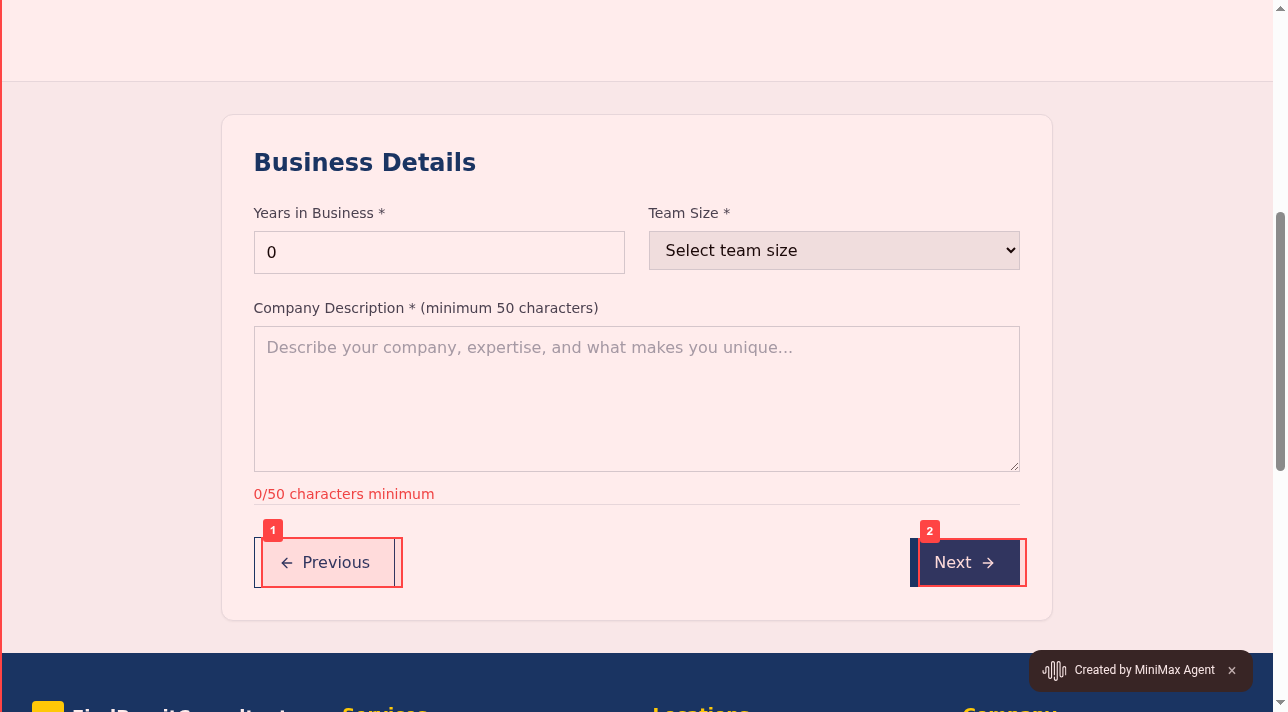 Business Details
Years in Business *
Team Size *
0
Select team size
Company Description * (minimum 50 characters)
Describe your company, expertise, and what makes you unique...
0/50 characters minimum
1
2
Previous
Next
Created by MiniMax Agent ×
Services
Locations
Company